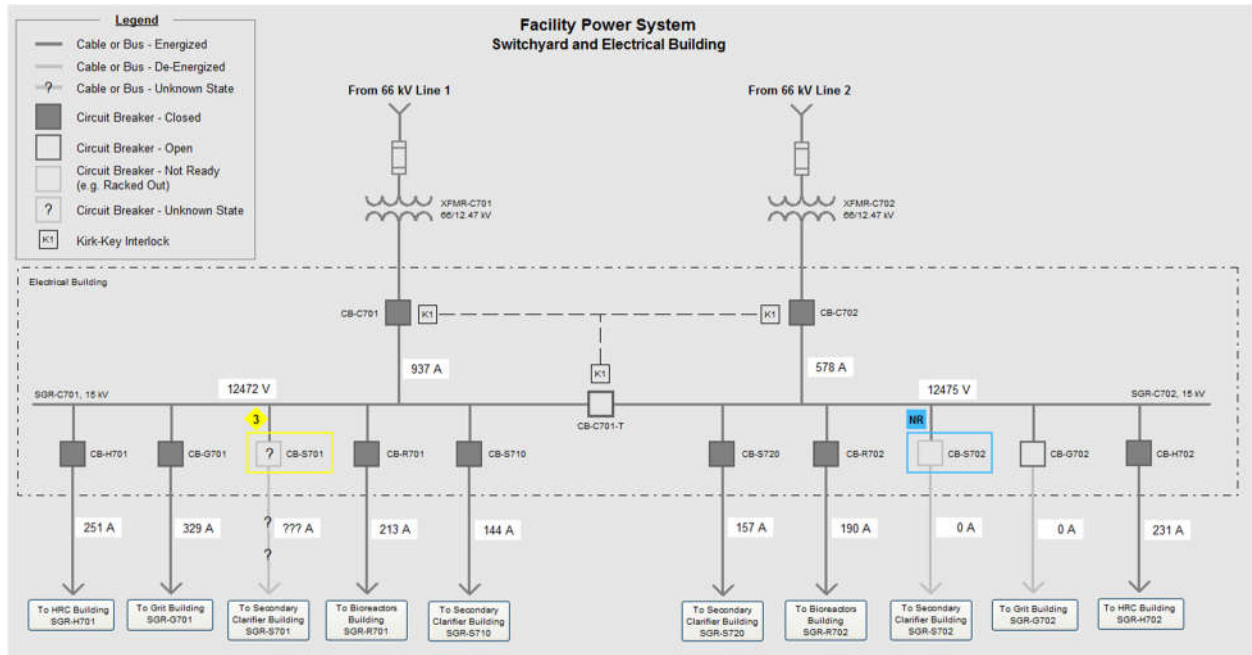 Legend
Cable or Bus - Energized
Cable or Bus - De-Energized
?
Cable or Bus - Unknown State
Circuit Breaker - Closed
Circuit Breaker - Open
Circuit Breaker - Not Ready
(e.g. Racked Out)
?
Circuit Breaker - Unknown State
K1
Kirk-Key Interlock
Facility Power System
Switchyard and Electrical Building
From 66 kV Line 1
From 66 kV Line 2
XFMR-C701
66/12.47 kV
XFMR-C702
66/12.47 kV
Electrical Building
CB-C701
K1
K1
CB-C702
937 A
K1
578 A
SGR-C701, 15 kV
12472 V
CB-C701-T
12475 V
SGR-C702, 15 kV
3
NR
CB-H701
CB-G701
?
CB-S701
CB-R701
CB-S710
CB-S720
CB-R702
CB-S702
CB-G702
CB-H702
251 A
329 A
?
?
??? A
213 A
144 A
157 A
190 A
0 A
0 A
231 A
To HRC Building
SGR-H701
To Grit Building
SGR-G701
To Secondary
Clarifier Building
SGR-S701
To Bioreactors
Building
SGR-R701
To Secondary
Clarifier Building
SGR-S710
To Secondary
Clarifier Building
SGR-S720
To Bioreactors
Building
SGR-R702
To Secondary
Clarifier Building
SGR-S702
To Grit Building
SGR-G702
To HRC Building
SGR-H702